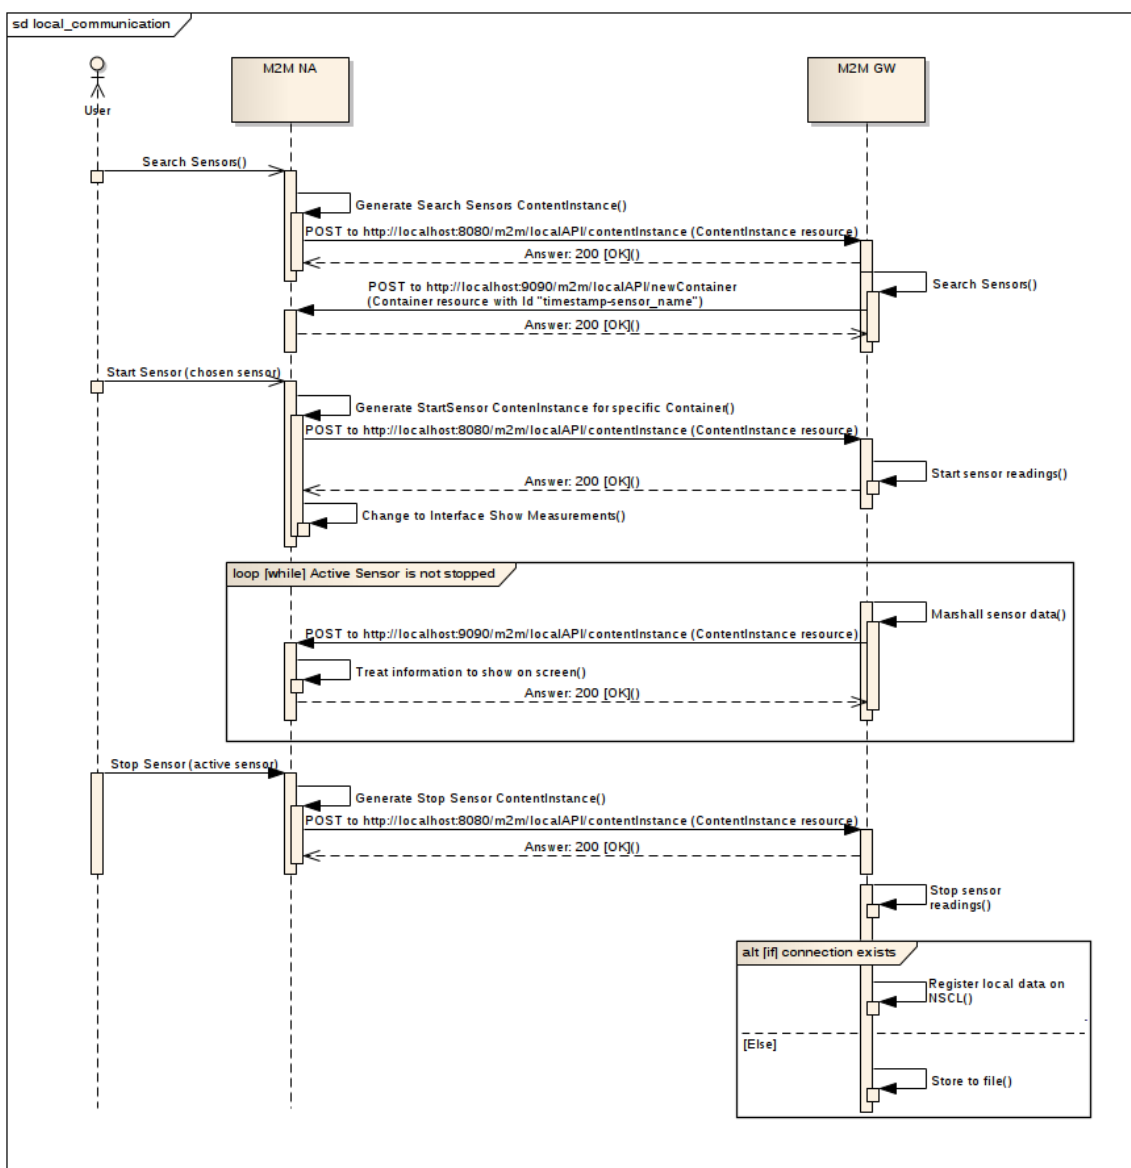 sd local_communication
User
M2M NA
M2M GW
Search Sensors()
Generate Search Sensors ContentInstance()
POST to http://localhost:8080/m2m/localAPI/contentInstance (ContentInstance resource)
Answer: 200 [OK]()
Search Sensors()
POST to http://localhost:9090/m2m/localAPI/newContainer
(Container resource with Id "timestamp-sensor_name")
Answer: 200 [OK]()
Start Sensor (chosen sensor)
Generate StartSensor ContenInstance for specific Container()
POST to http://localhost:8080/m2m/localAPI/contentInstance (ContentInstance resource)
Start sensor readings()
Answer: 200 [OK]()
Change to Interface Show Measurements()
loop [while] Active Sensor is not stopped
Marshall sensor data()
POST to http://localhost:9090/m2m/localAPI/contentInstance (ContentInstance resource)
Treat information to show on screen()
Answer: 200 [OK]()
Stop Sensor (active sensor)
Generate Stop Sensor ContentInstance()
POST to http://localhost:8080/m2m/localAPI/contentInstance (ContentInstance resource)
Answer: 200 [OK]()
Stop sensor
readings()
alt [if] connection exists
Register local data on
NSCL()
[Else]
Store to file()